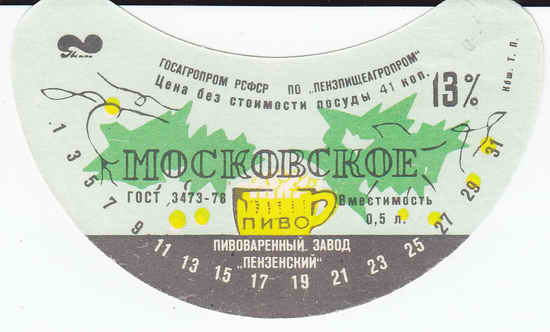 ГОСАГРОПРОМ РСФСР ПО „ПЕНЗПИЩЕАГРОПРОМ"
Цена без стоимости посуды 41 коп.
13%
МОСКОВСКОЕ
ГОСТ 3473-78
Вместимость
0,5 л.
ПИВО
ПИВОВАРЕННЫЙ ЗАВОД
„ПЕНЗЕНСКИЙ"
1 3 5 7 9 11 13 15 17 19 21 23 25 27 29 31